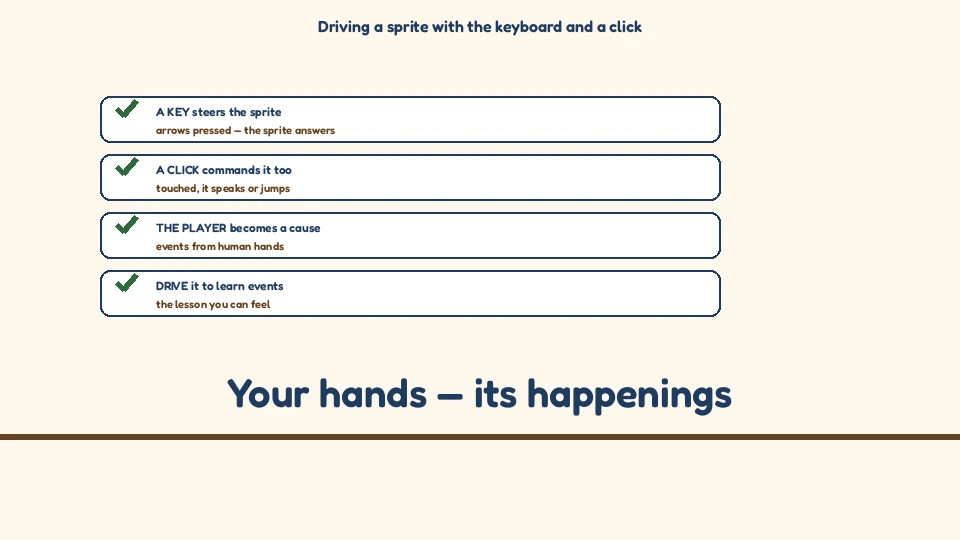 Driving a sprite with the keyboard and a click
A KEY steers the sprite
arrows pressed — the sprite answers
A CLICK commands it too
touched, it speaks or jumps
THE PLAYER becomes a cause
events from human hands
DRIVE it to learn events
the lesson you can feel
Your hands — its happenings